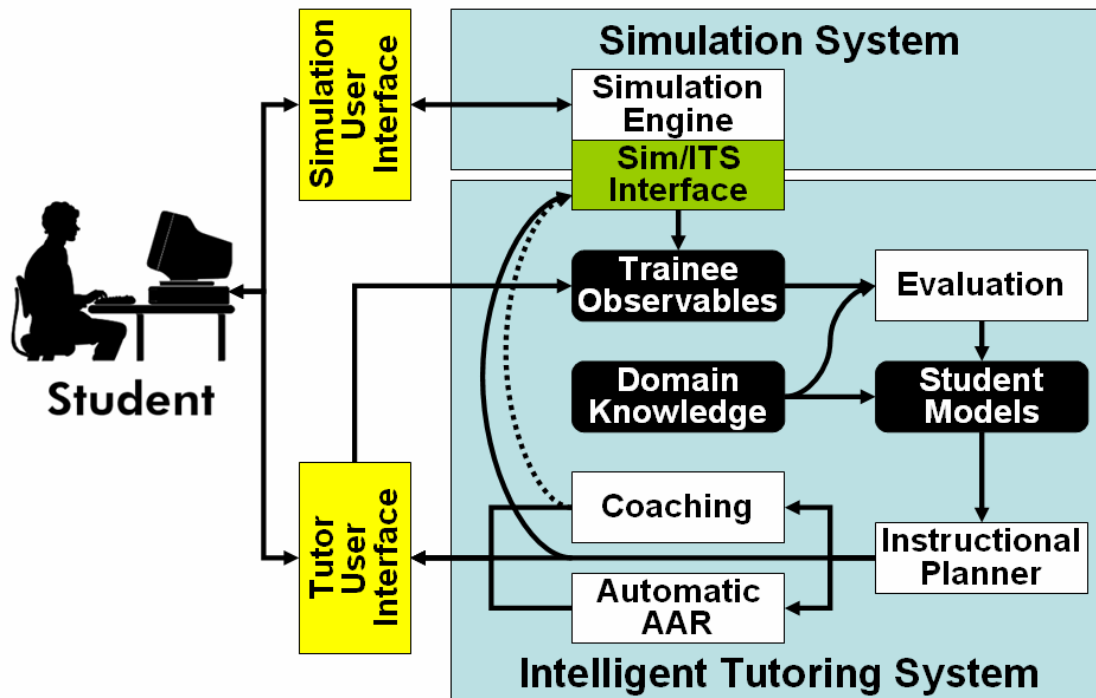 Simulation System
Simulation
User
Interface
Simulation
Engine
Sim/ITS
Interface
Trainee
Observables
Evaluation
Domain
Knowledge
Student
Models
Student
Tutor
User
Interface
Coaching
Instructional
Planner
Automatic
AAR
Intelligent Tutoring System